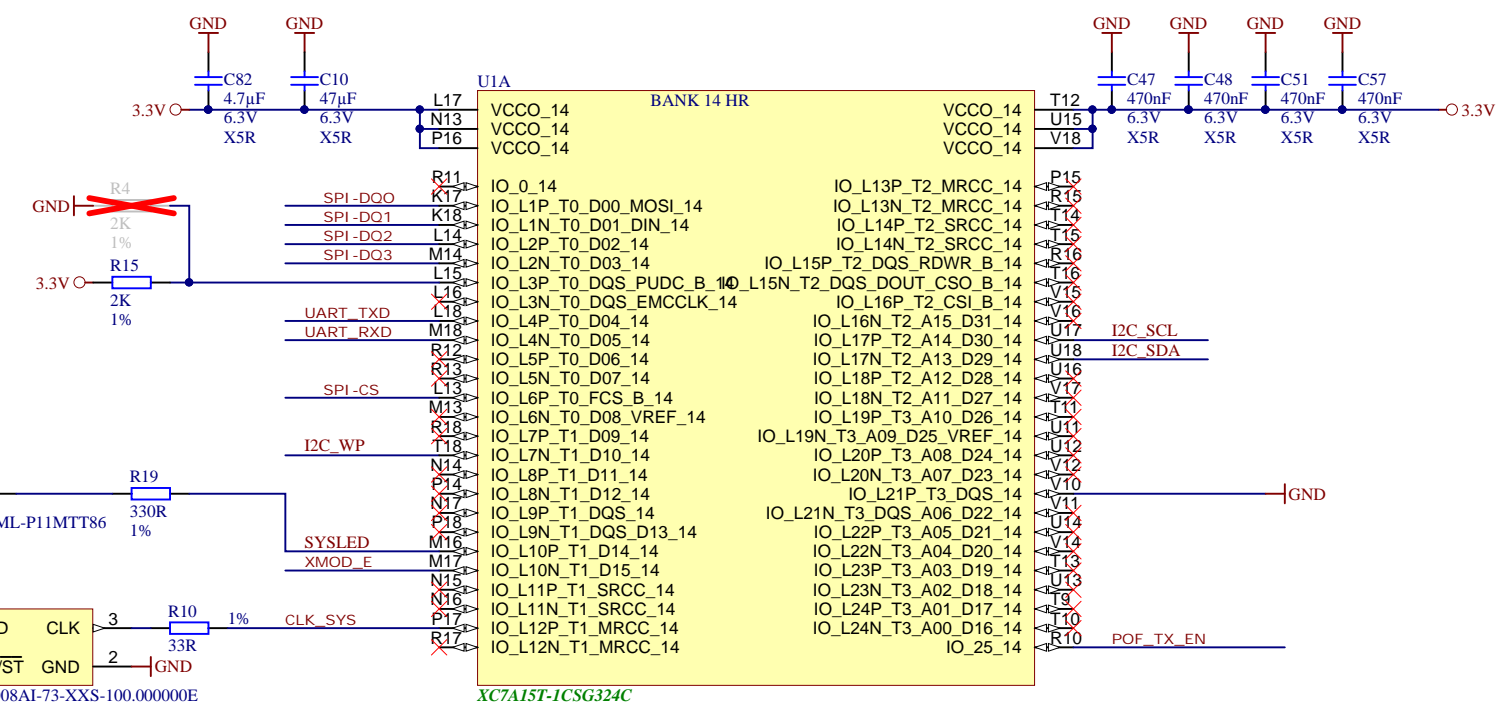 GND GND GND GND GND GND
C82 C10 U1A C47 C48 C51 C57
4.7µF 47µF L17 VCCO_14 BANK 14 HR VCCO_14 T12 470nF 470nF 470nF 470nF
3.3V 6.3V 6.3V N13 VCCO_14 VCCO_14 U15 6.3V 6.3V 6.3V 6.3V 3.3V
X5R X5R P16 VCCO_14 VCCO_14 V18 X5R X5R X5R X5R
R11 IO_0_14 IO_L13P_T2_MRCC_14 P15
R4
GND
2K
1%
SPI-DQ0 K17 IO_L1P_T0_D00_MOSI_14 IO_L13N_T2_MRCC_14 R15
SPI-DQ1 K18 IO_L1N_T0_D01_DIN_14 IO_L14P_T2_SRCC_14 T14
SPI-DQ2 L14 IO_L2P_T0_D02_14 IO_L14N_T2_SRCC_14 T15
SPI-DQ3 M14 IO_L2N_T0_D03_14 IO_L15P_T2_DQS_RDWR_B_14 R16
R15
3.3V
2K
1%
L15 IO_L3P_T0_DQS_PUDC_B_14 IO_L15N_T2_DQS_DOUT_CSO_B_14 T16
L16 IO_L3N_T0_DQS_EMCCLK_14 IO_L16P_T2_CSI_B_14 V15
UART_TXD L18 IO_L4P_T0_D04_14 IO_L16N_T2_A15_D31_14 V16
UART_RXD M18 IO_L4N_T0_D05_14 IO_L17P_T2_A14_D30_14 U17 I2C_SCL
R12 IO_L5P_T0_D06_14 IO_L17N_T2_A13_D29_14 U18 I2C_SDA
R13 IO_L5N_T0_D07_14 IO_L18P_T2_A12_D28_14 U16
SPI-CS L13 IO_L6P_T0_FCS_B_14 IO_L18N_T2_A11_D27_14 V17
M13 IO_L6N_T0_D08_VREF_14 IO_L19P_T3_A10_D26_14 T11
R18 IO_L7P_T1_D09_14 IO_L19N_T3_A09_D25_VREF_14 U11
I2C_WP T18 IO_L7N_T1_D10_14 IO_L20P_T3_A08_D24_14 U12
N14 IO_L8P_T1_D11_14 IO_L20N_T3_A07_D23_14 V12
P14 IO_L8N_T1_D12_14 IO_L21P_T3_DQS_14 V10 GND
R19
330R
1%
ML-P11MTT86
N17 IO_L9P_T1_DQS_14 IO_L21N_T3_DQS_A06_D22_14 V11
P18 IO_L9N_T1_DQS_D13_14 IO_L22P_T3_A05_D21_14 U14
SYSLED M16 IO_L10P_T1_D14_14 IO_L22N_T3_A04_D20_14 V14
XMOD_E M17 IO_L10N_T1_D15_14 IO_L23P_T3_A03_D19_14 T13
N15 IO_L11P_T1_SRCC_14 IO_L23N_T3_A02_D18_14 U13
N16 IO_L11N_T1_SRCC_14 IO_L24P_T3_A01_D17_14 T9
D CLK 3 R10 1% CLK_SYS P17 IO_L12P_T1_MRCC_14 IO_L24N_T3_A00_D16_14 T10
33R
R17 IO_L12N_T1_MRCC_14 IO_25_14 R10 POF_TX_EN
/ST GND 2 GND
08AI-73-XXS-100.000000E XC7A15T-1CSG324C